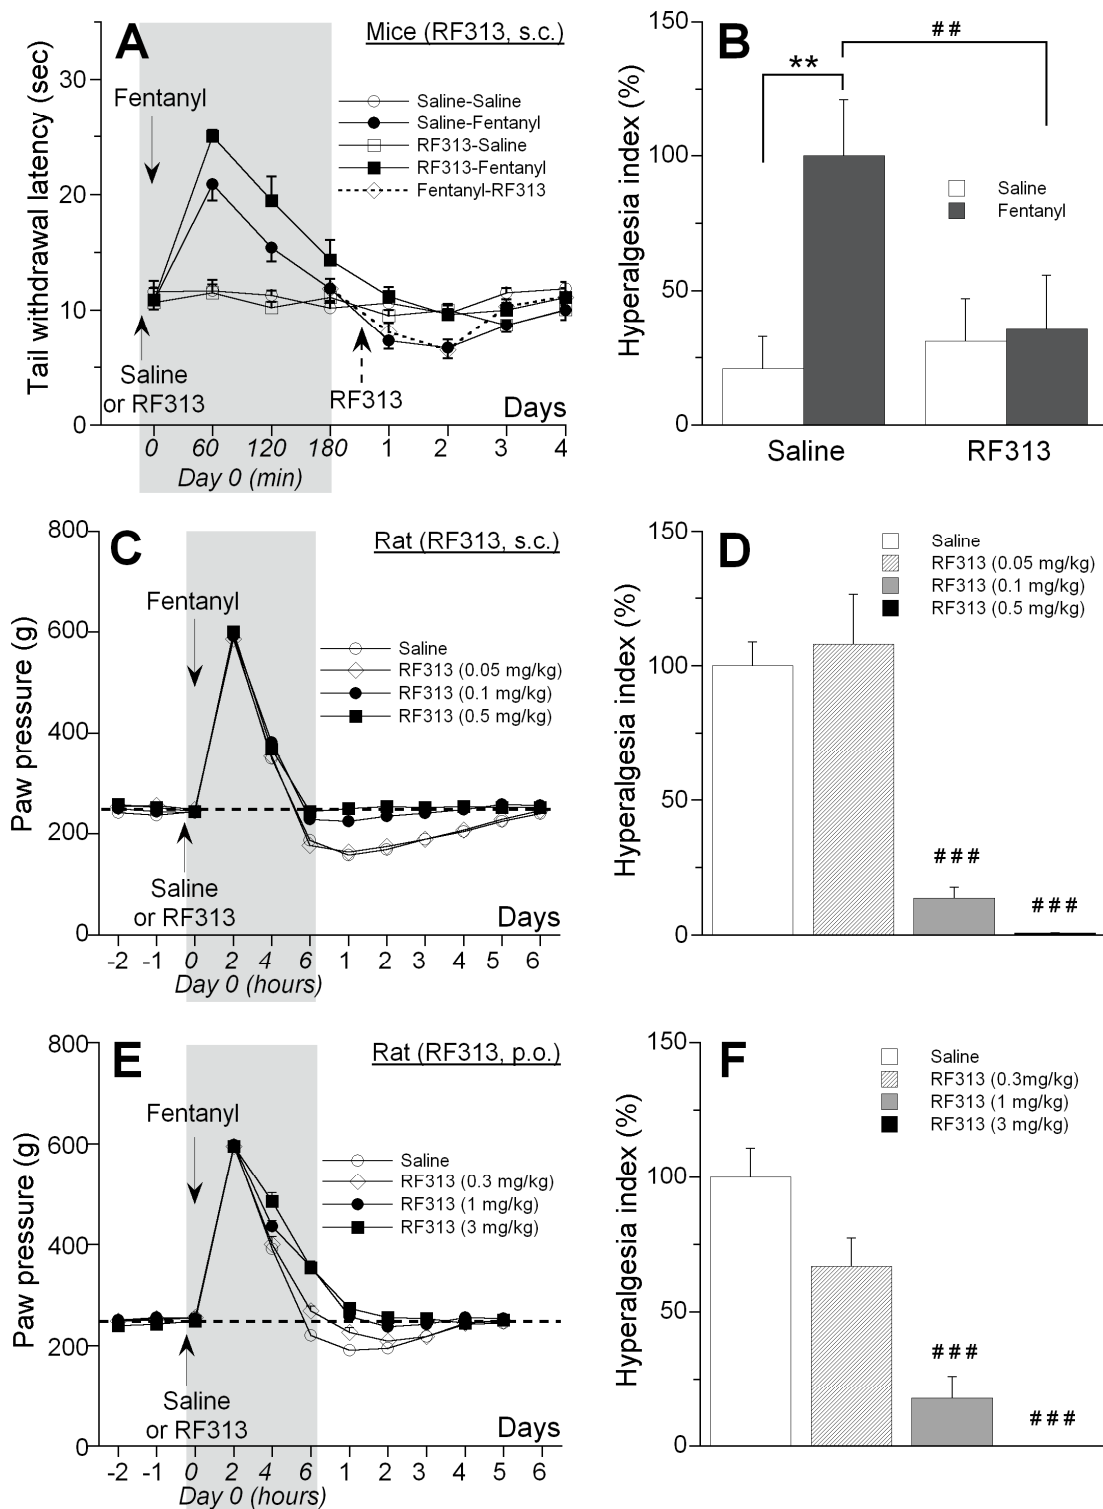 A
Mice (RF313, s.c.)
Tail withdrawal latency (sec)
30
20
10
0
Fentanyl
Saline-Saline
Saline-Fentanyl
RF313-Saline
RF313-Fentanyl
Fentanyl-RF313
Saline
or RF313
RF313
Days
0 60 120 180 1 2 3 4
Day 0 (min)
B
Hyperalgesia index (%)
150
100
50
0
**
##
Saline
Fentanyl
Saline RF313
C
Rat (RF313, s.c.)
Paw pressure (g)
800
600
400
200
0
Fentanyl
Saline
RF313 (0.05 mg/kg)
RF313 (0.1 mg/kg)
RF313 (0.5 mg/kg)
Saline
or RF313
Days
-2 -1 0 2 4 6 1 2 3 4 5 6
Day 0 (hours)
D
Hyperalgesia index (%)
150
100
50
0
Saline
RF313 (0.05 mg/kg)
RF313 (0.1 mg/kg)
RF313 (0.5 mg/kg)
###
###
E
Rat (RF313, p.o.)
Paw pressure (g)
800
600
400
200
0
Fentanyl
Saline
RF313 (0.3 mg/kg)
RF313 (1 mg/kg)
RF313 (3 mg/kg)
Saline
or RF313
Days
-2 -1 0 2 4 6 1 2 3 4 5 6
Day 0 (hours)
F
Hyperalgesia index (%)
150
100
50
0
Saline
RF313 (0.3mg/kg)
RF313 (1 mg/kg)
RF313 (3 mg/kg)
###
###